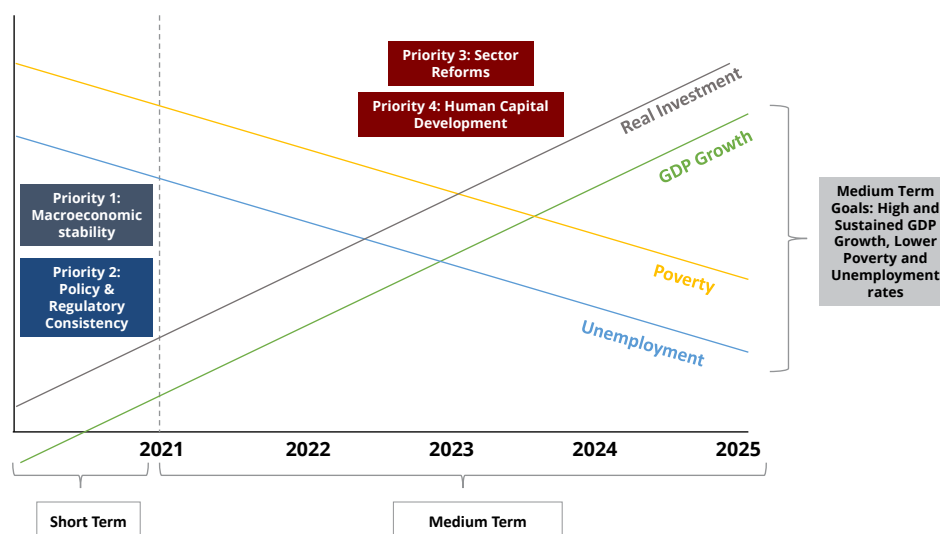 Priority 3: Sector
Reforms
Priority 4: Human Capital
Development
Real Investment
GDP Growth
Priority 1:
Macroeconomic
stability
Priority 2:
Policy &
Regulatory
Consistency
Poverty
Unemployment
Medium Term
Goals: High and
Sustained GDP
Growth, Lower
Poverty and
Unemployment
rates
2021
2022
2023
2024
2025
Short Term
Medium Term